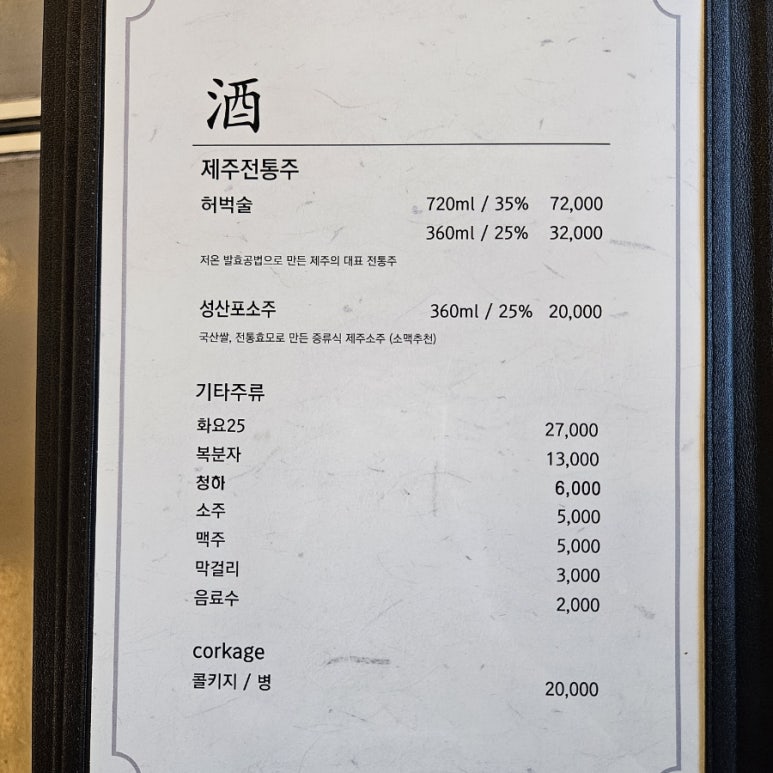 酒
제주전통주
허벅술 720ml / 35% 72,000
360ml / 25% 32,000
저온 발효공법으로 만든 제주의 대표 전통주
성산포소주 360ml / 25% 20,000
국산쌀, 전통효모로 만든 증류식 제주소주 (소맥추천)
기타주류
화요25 27,000
복분자 13,000
청하 6,000
소주 5,000
맥주 5,000
막걸리 3,000
음료수 2,000
corkage
콜키지 / 병 20,000